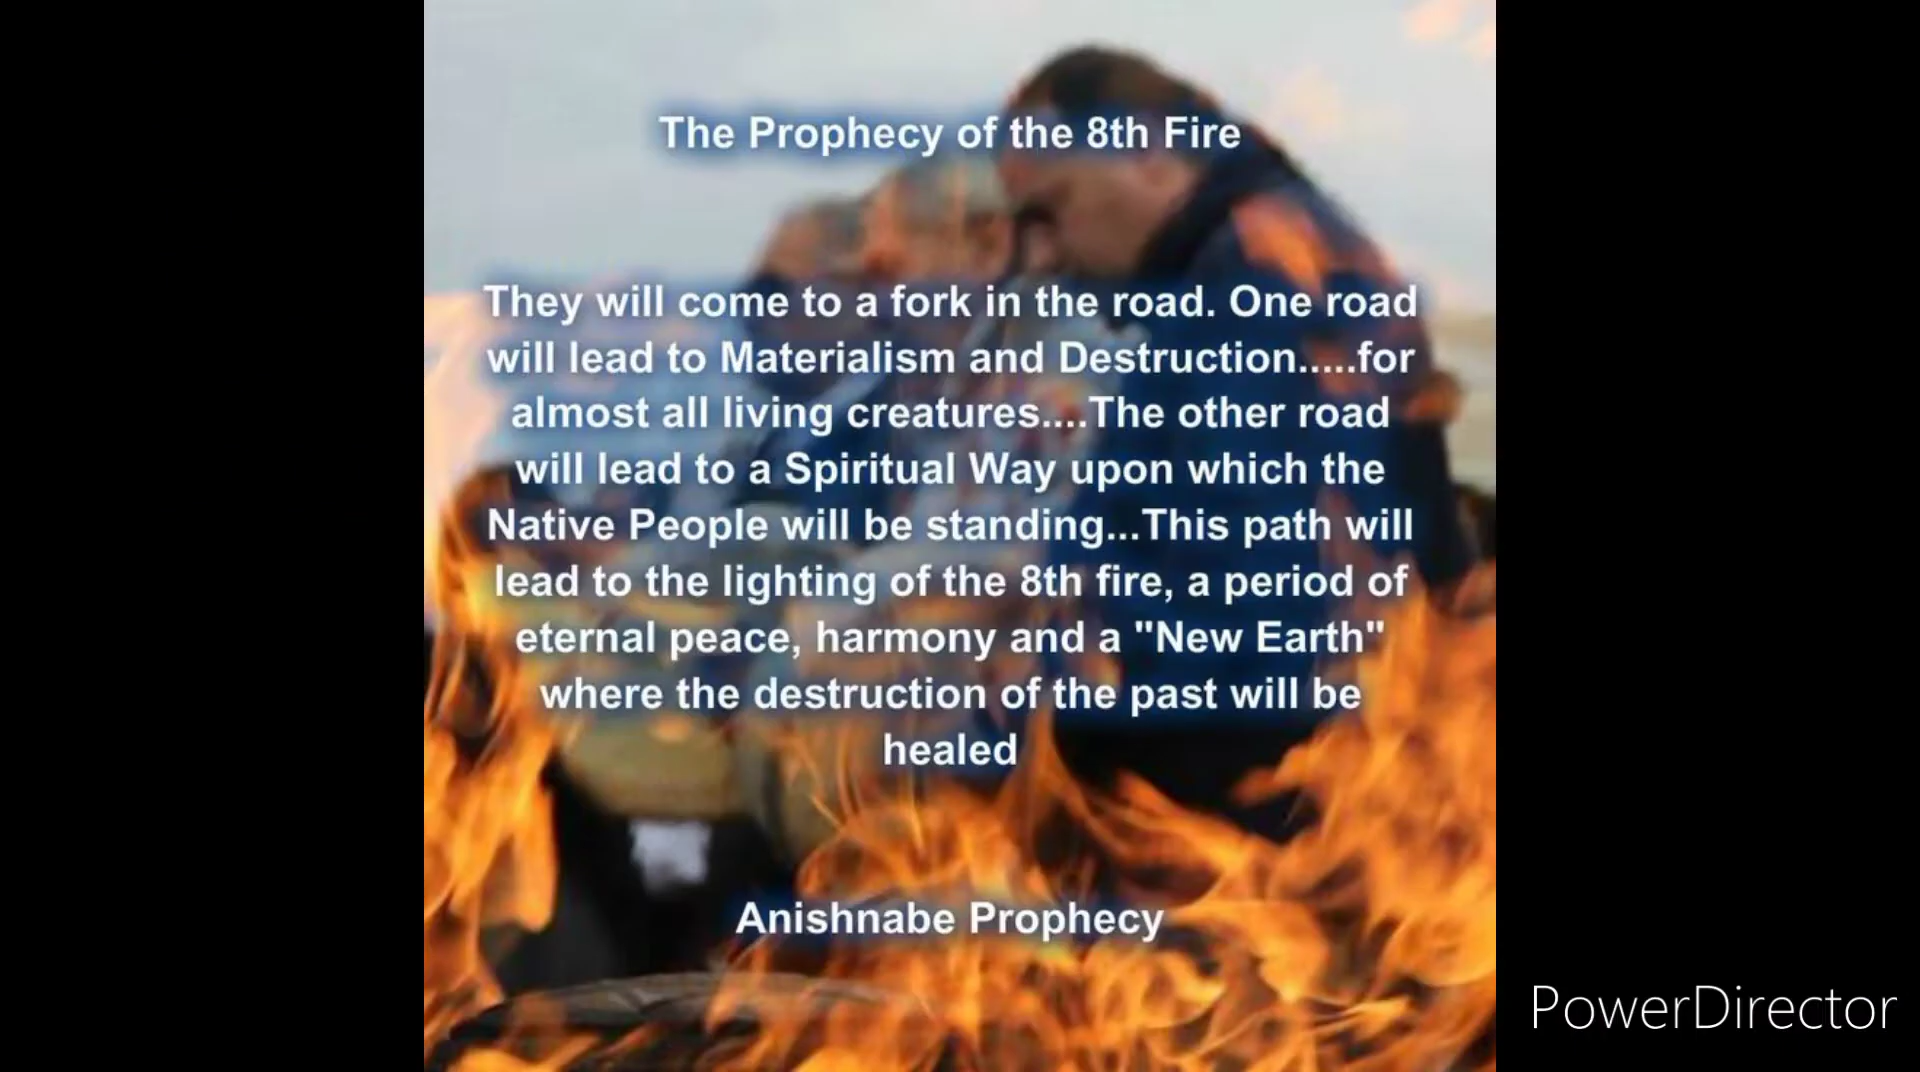 The Prophecy of the 8th Fire
They will come to a fork in the road. One road
will lead to Materialism and Destruction.....for
almost all living creatures....The other road
will lead to a Spiritual Way upon which the
Native People will be standing...This path will
lead to the lighting of the 8th fire, a period of
eternal peace, harmony and a "New Earth"
where the destruction of the past will be
healed
Anishnabe Prophecy
PowerDirector